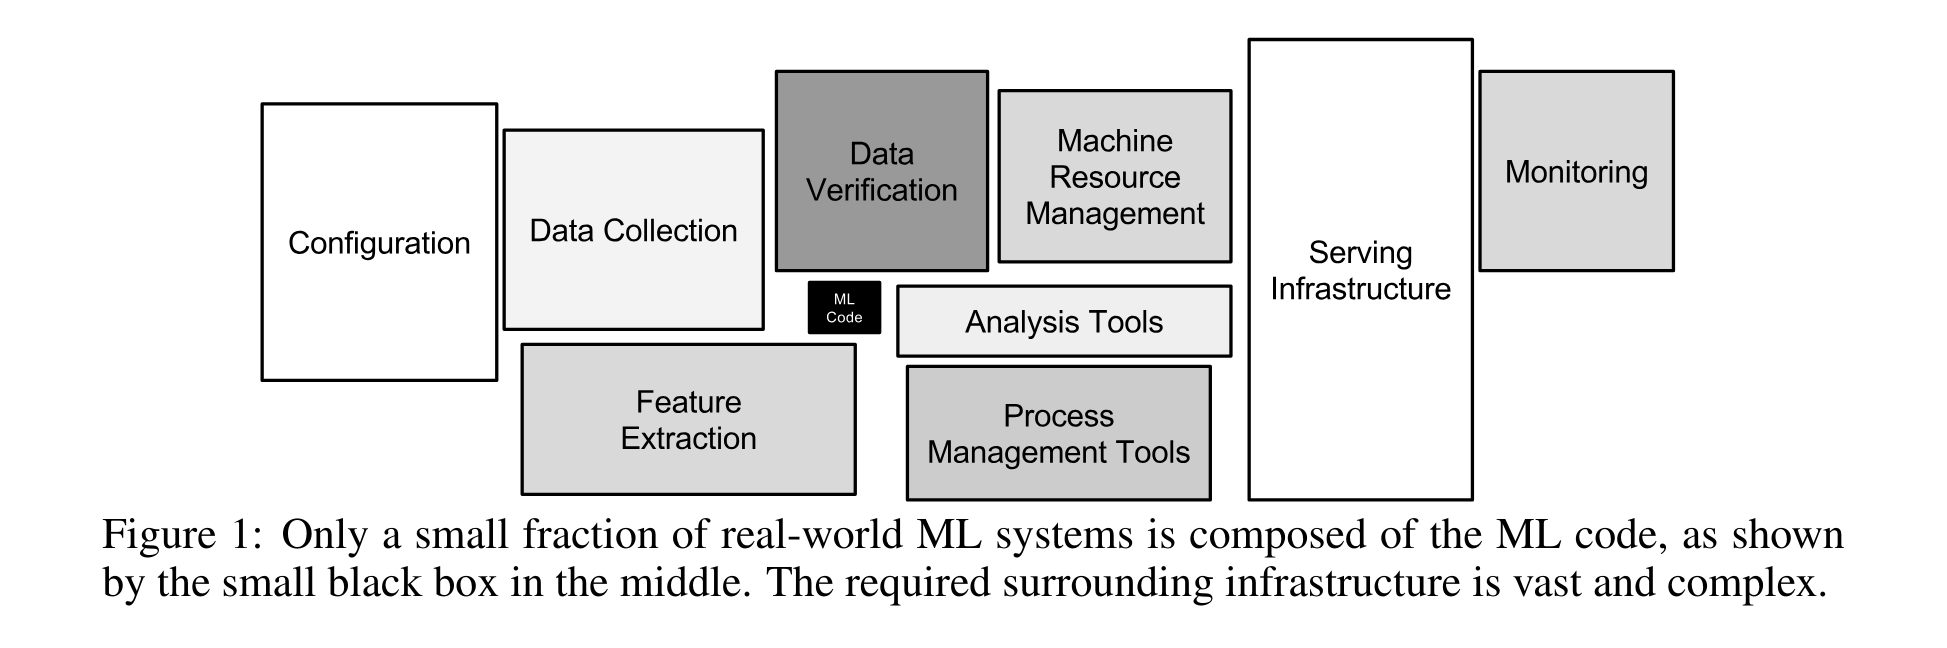 Configuration
Data Collection
Data
Verification
Machine
Resource
Management
Serving
Infrastructure
Monitoring
ML
Code
Analysis Tools
Feature
Extraction
Process
Management Tools
Figure 1: Only a small fraction of real-world ML systems is composed of the ML code, as shown
by the small black box in the middle. The required surrounding infrastructure is vast and complex.